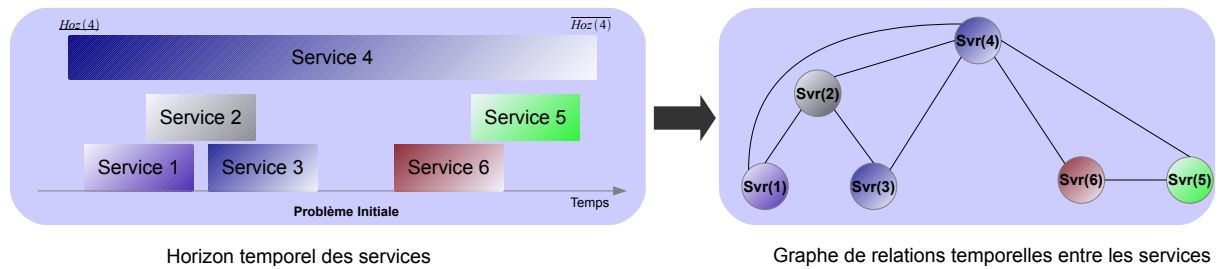 Hoz(4)
Hoz(4)
Service 4
Service 2
Service 5
Service 1
Service 3
Service 6
Temps
Problème Initiale
Horizon temporel des services
Svr(4)
Svr(2)
Svr(1)
Svr(3)
Svr(6)
Svr(5)
Graphe de relations temporelles entre les services